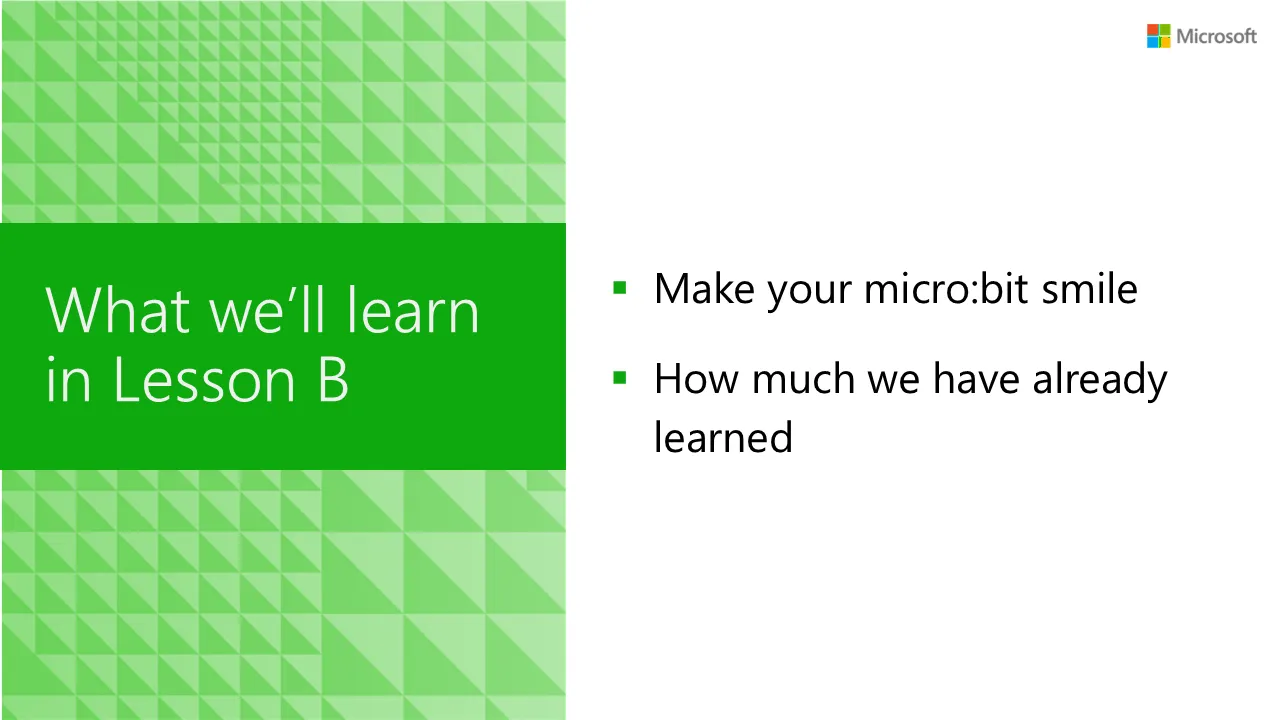 Microsoft
What we’ll learn
in Lesson B
Make your micro:bit smile
How much we have already
learned